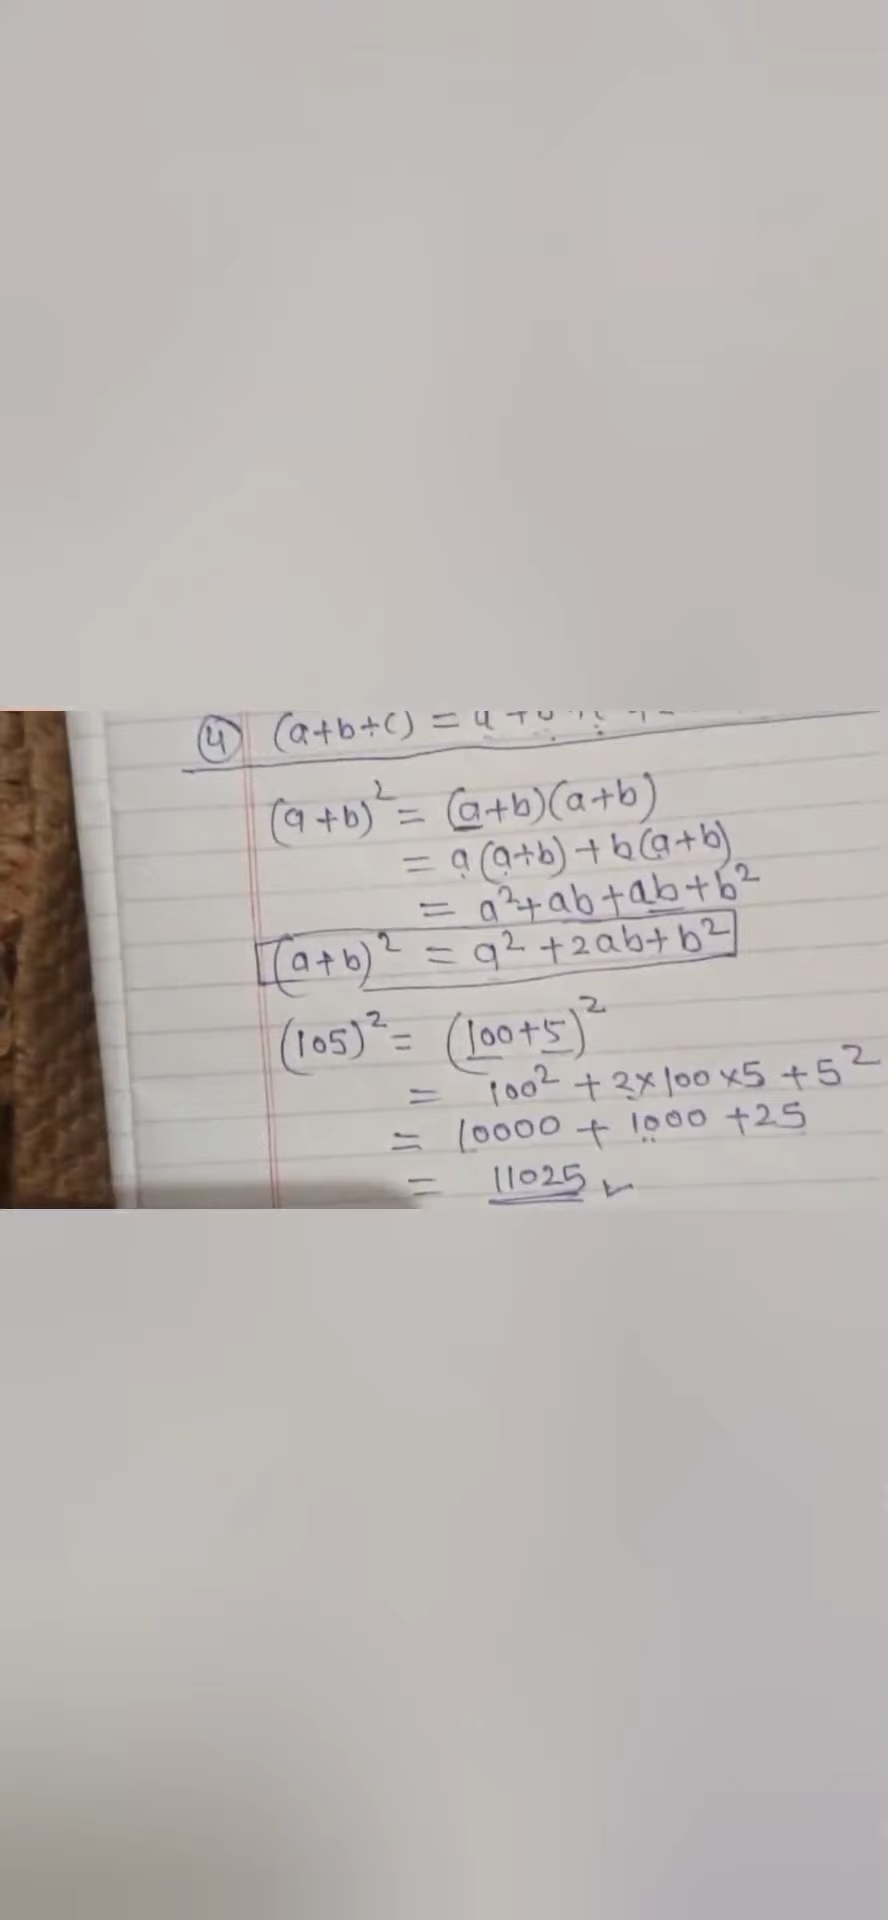 ④ (a+b+c) =
(a+b)² = (a+b)(a+b)
= a(a+b)+b(a+b)
= a²+ab+ab+b²
(a+b)² = a²+2ab+b²
(105)² = (100+5)²
= 100² + 2×100×5 + 5²
= 10000 + 1000 +25
= 11025 ✓